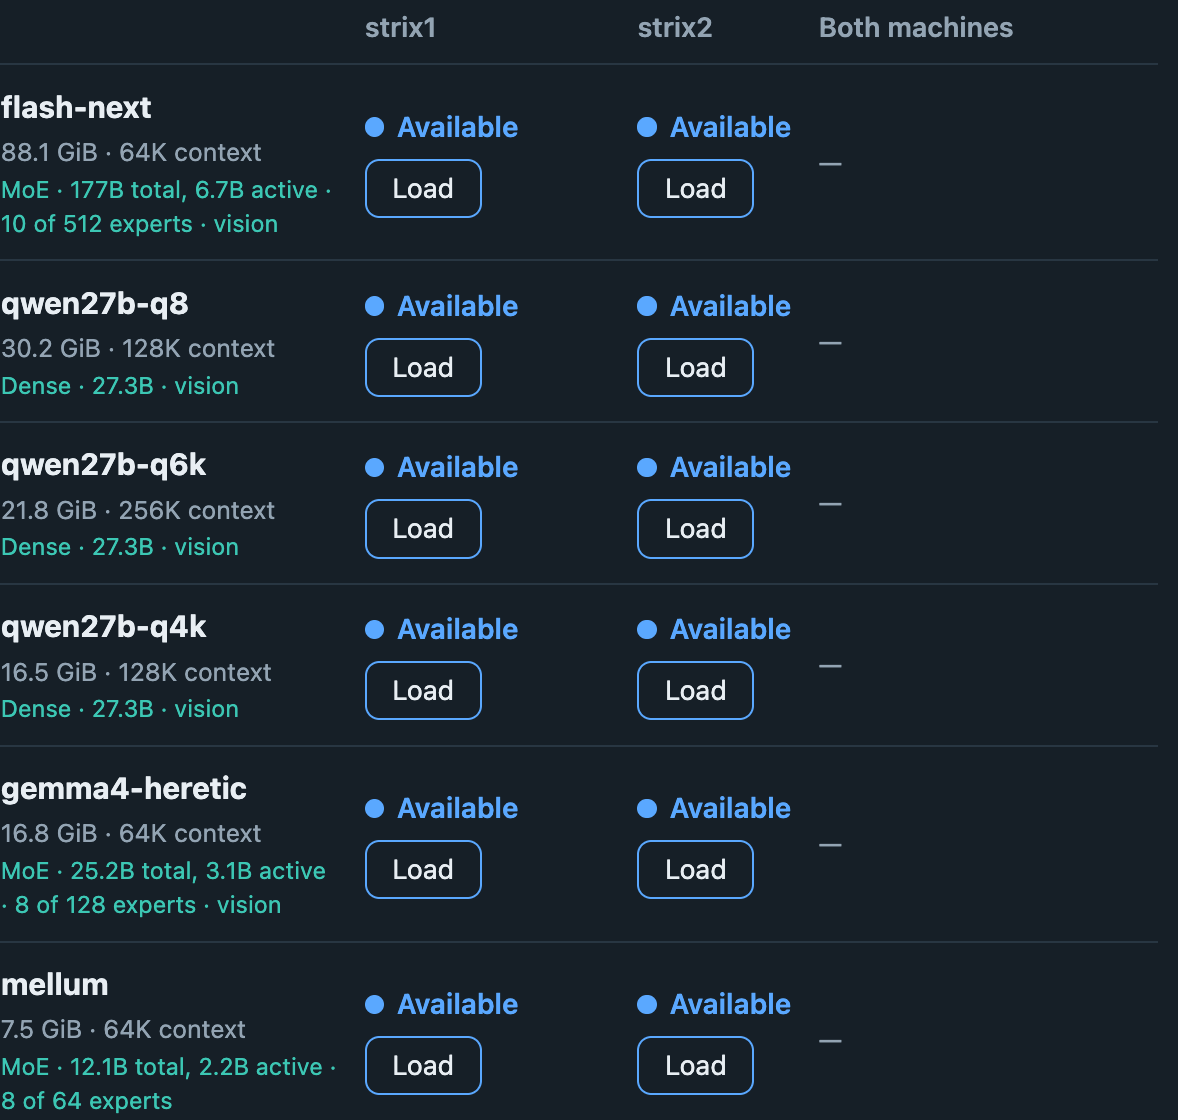 strix1 strix2 Both machines
flash-next
88.1 GiB · 64K context
MoE · 177B total, 6.7B active ·
10 of 512 experts · vision
Available
Load
Available
Load
—
qwen27b-q8
30.2 GiB · 128K context
Dense · 27.3B · vision
Available
Load
Available
Load
—
qwen27b-q6k
21.8 GiB · 256K context
Dense · 27.3B · vision
Available
Load
Available
Load
—
qwen27b-q4k
16.5 GiB · 128K context
Dense · 27.3B · vision
Available
Load
Available
Load
—
gemma4-heretic
16.8 GiB · 64K context
MoE · 25.2B total, 3.1B active
· 8 of 128 experts · vision
Available
Load
Available
Load
—
mellum
7.5 GiB · 64K context
MoE · 12.1B total, 2.2B active ·
8 of 64 experts
Available
Load
Available
Load
—